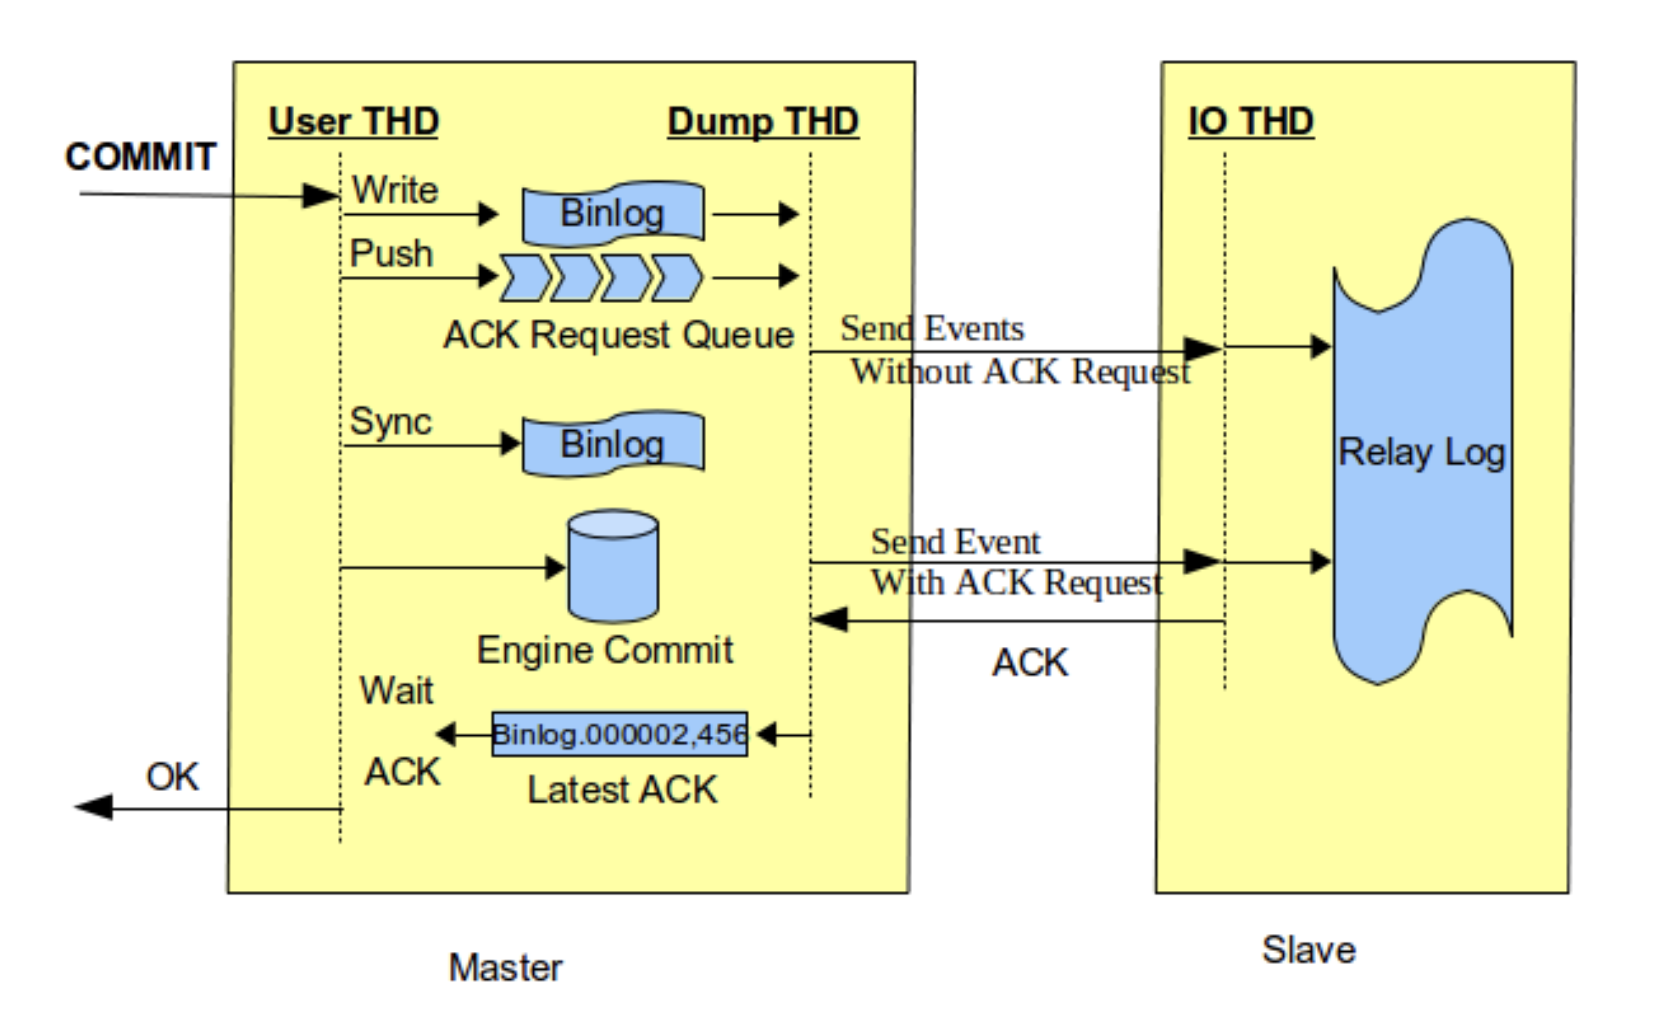 User THD
Dump THD
IO THD
COMMIT
Write
Binlog
Push
ACK Request Queue
Send Events
Without ACK Request
Sync
Binlog
Relay Log
Send Event
With ACK Request
Engine Commit
ACK
Wait
Binlog.000002,456
ACK
Latest ACK
OK
Master
Slave